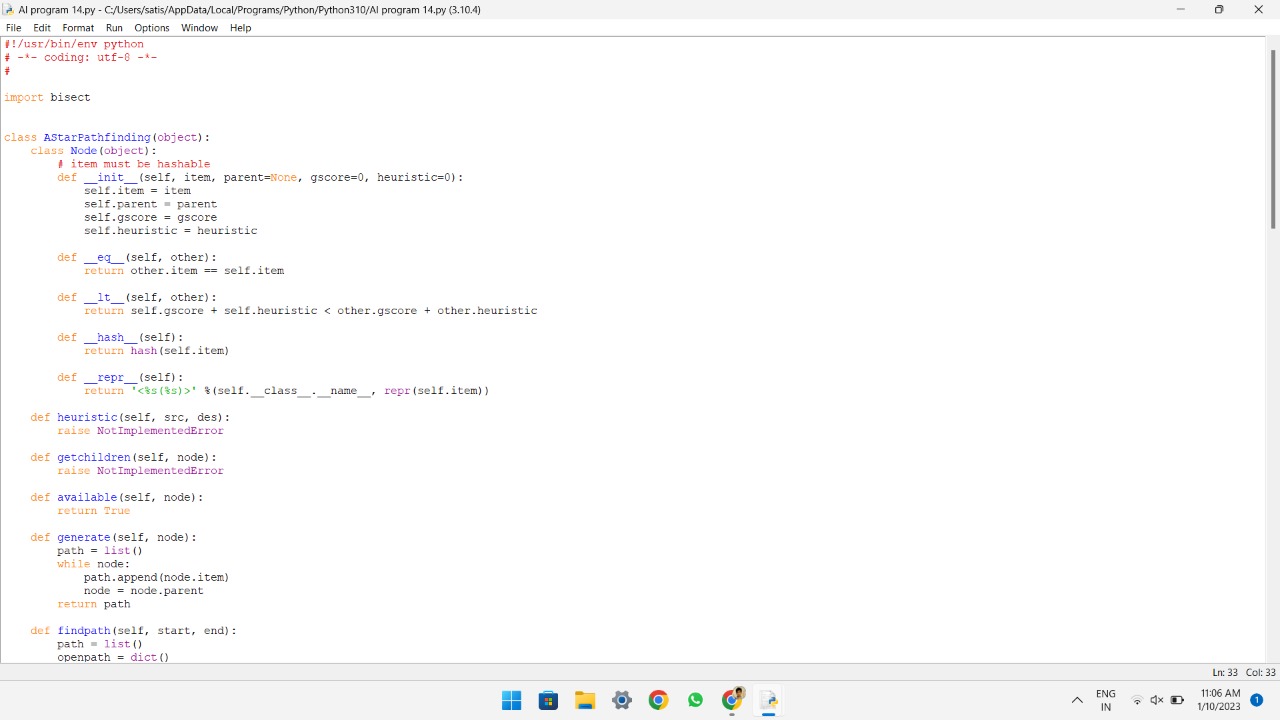 AI program 14.py - C:/Users/satis/AppData/Local/Programs/Python/Python310/AI program 14.py (3.10.4)
File Edit Format Run Options Window Help
#!/usr/bin/env python
# -*- coding: utf-8 -*-
#
import bisect
class AStarPathfinding(object):
    class Node(object):
        # item must be hashable
        def __init__(self, item, parent=None, gscore=0, heuristic=0):
            self.item = item
            self.parent = parent
            self.gscore = gscore
            self.heuristic = heuristic
        def __eq__(self, other):
            return other.item == self.item
        def __lt__(self, other):
            return self.gscore + self.heuristic < other.gscore + other.heuristic
        def __hash__(self):
            return hash(self.item)
        def __repr__(self):
            return '<%s(%s)>' %(self.__class__.__name__, repr(self.item))
    def heuristic(self, src, des):
        raise NotImplementedError
    def getchildren(self, node):
        raise NotImplementedError
    def available(self, node):
        return True
    def generate(self, node):
        path = list()
        while node:
            path.append(node.item)
            node = node.parent
        return path
    def findpath(self, start, end):
        path = list()
        openpath = dict()
Ln: 33 Col: 33
ENG
IN
11:06 AM
1/10/2023
1